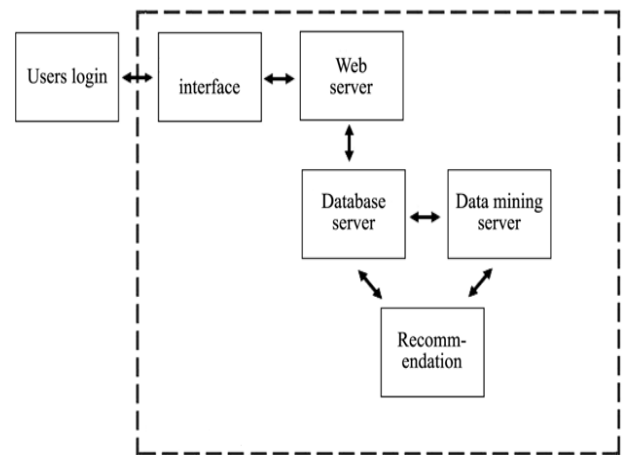 Users login
interface
Web
server
Database
server
Data mining
server
Recomm-
endation